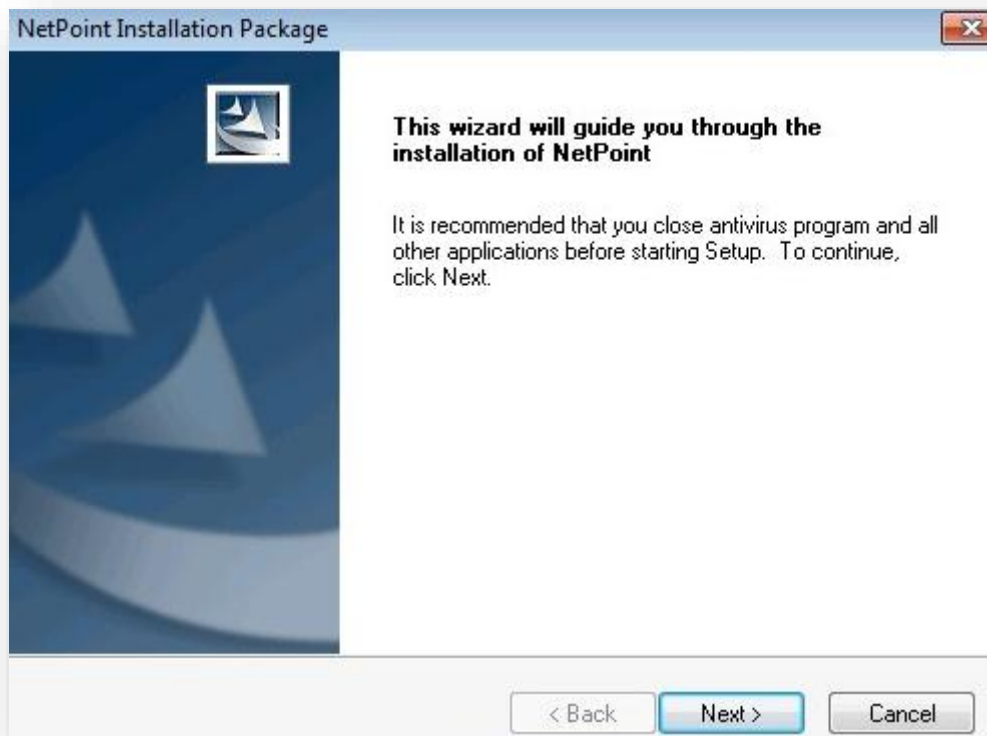 NetPoint Installation Package
This wizard will guide you through the
installation of NetPoint
It is recommended that you close antivirus program and all
other applications before starting Setup. To continue,
click Next.
< Back Next > Cancel